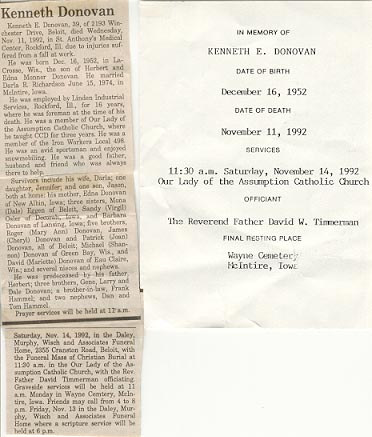 Kenneth Donovan
Kenneth E. Donovan, 39, of 2193 Win-
chester Drive, Beloit, died Wednesday,
Nov. 11, 1992, in St. Anthony's Medical
Center, Rockford, Ill. due to injuries suf-
fered from a fall at work.
He was born Dec. 16, 1952, in La-
Crosse, Wis., the son of Herbert and
Edna Monner Donovan. He married
Doris R. Richardson June 15, 1974, in
McIntire, Iowa.
He was employed by Linden Industrial
Services, Rockford, Ill., for 16 years,
where he was foreman at the time of his
death. He was a member of Our Lady of
the Assumption Catholic Church, where
he taught CCD for three years. He was a
member of the Iron Workers Local 498.
He was an avid sportsman and enjoyed
snowmobiling. He was a good father,
husband and friend who was always
there to help.
Survivors include his wife, Doris; one
daughter, Jennifer; and one son, Jason,
both at home; his mother, Edna Donovan
of New Albin, Iowa; three sisters, Mona
(Dale) Egges of Beloit, Sandy (Virgil)
Oder of Decorah, Iowa, and Barbara
Donovan of Lansing, Iowa; five brothers,
Roger (Mary Ann) Donovan, James
(Cheryl) Donovan and Patrick (Joan)
Donovan, all of Beloit; Michael (Shan-
non) Donovan of Green Bay, Wis.; and
David (Mariette) Donovan of Eau Claire,
Wis.; and several nieces and nephews.
He was predeceased by his father,
Herbert; three brothers, Gene, Larry and
Dale Donovan; a brother-in-law, Frank
Hammel; and two nephews, Dan and
Tom Hammel.
Prayer services will be held at 12 a.m.
Saturday, Nov. 14, 1992, in the Daley,
Murphy, Wisch and Associates Funeral
Home, 2355 Cranston Road, Beloit, with
the Funeral Mass of Christian Burial at
11:30 am. in the Our Lady of the As-
sumption Catholic Church, with the Rev.
Father David Timmerman officiating.
Graveside services will be held at 11
a.m. Monday in Wayne Cemtery, McIn-
tire, Iowa. Friends may call from 4 to 8
p.m. Friday, Nov. 13 in the Daley, Mur-
phy, Wisch and Associates Funeral
Home where a scripture service will be
held at 6 p.m.
IN MEMORY OF
KENNETH E. DONOVAN
DATE OF BIRTH
December 16, 1952
DATE OF DEATH
November 11, 1992
SERVICES
11:30 a.m. Saturday, November 14, 1992
Our Lady of the Assumption Catholic Church
OFFICIANT
The Reverend Father David W. Timmerman
FINAL RESTING PLACE
Wayne Cemetery
McIntire, Iowa